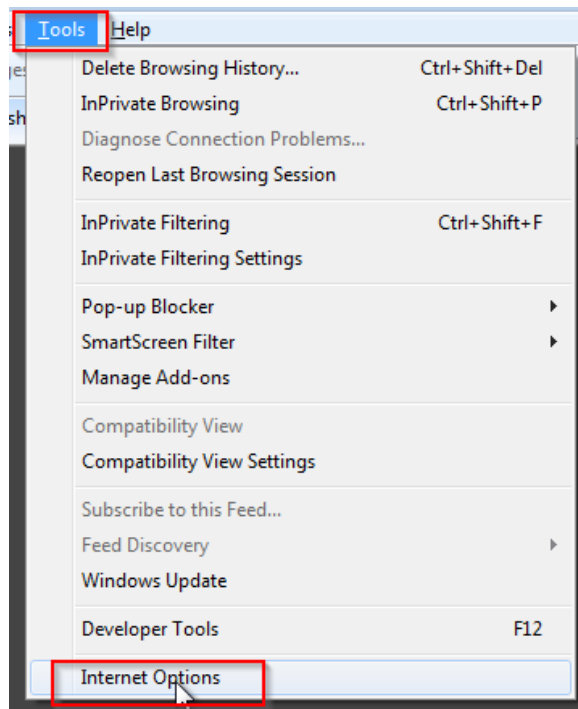 Tools Help
Delete Browsing History... Ctrl+Shift+Del
InPrivate Browsing Ctrl+Shift+P
Diagnose Connection Problems...
Reopen Last Browsing Session
InPrivate Filtering Ctrl+Shift+F
InPrivate Filtering Settings
Pop-up Blocker
SmartScreen Filter
Manage Add-ons
Compatibility View
Compatibility View Settings
Subscribe to this Feed...
Feed Discovery
Windows Update
Developer Tools F12
Internet Options